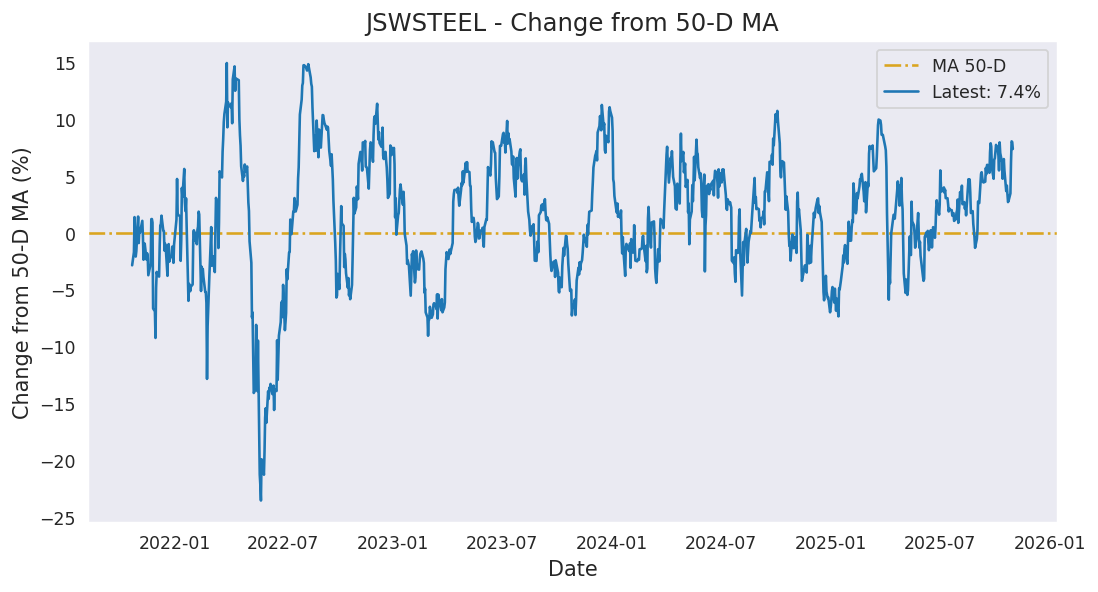 JSWSTEEL - Change from 50-D MA
MA 50-D
Latest: 7.4%
Change from 50-D MA (%)
15
10
5
0
−5
−10
−15
−20
−25
2022-01 2022-07 2023-01 2023-07 2024-01 2024-07 2025-01 2025-07 2026-01
Date